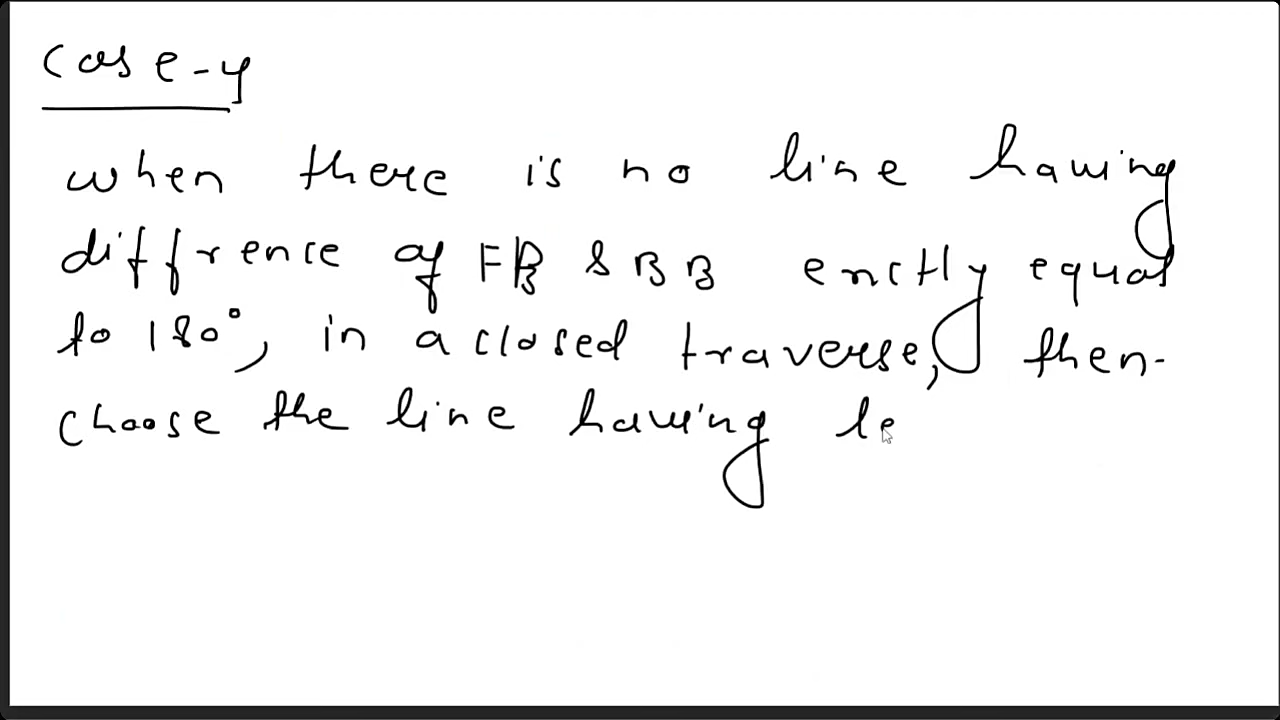 case-4
when there is no line having
diffrence of FB & BB exactly equal
to 180°, in a closed traverse, then-
choose the line having le